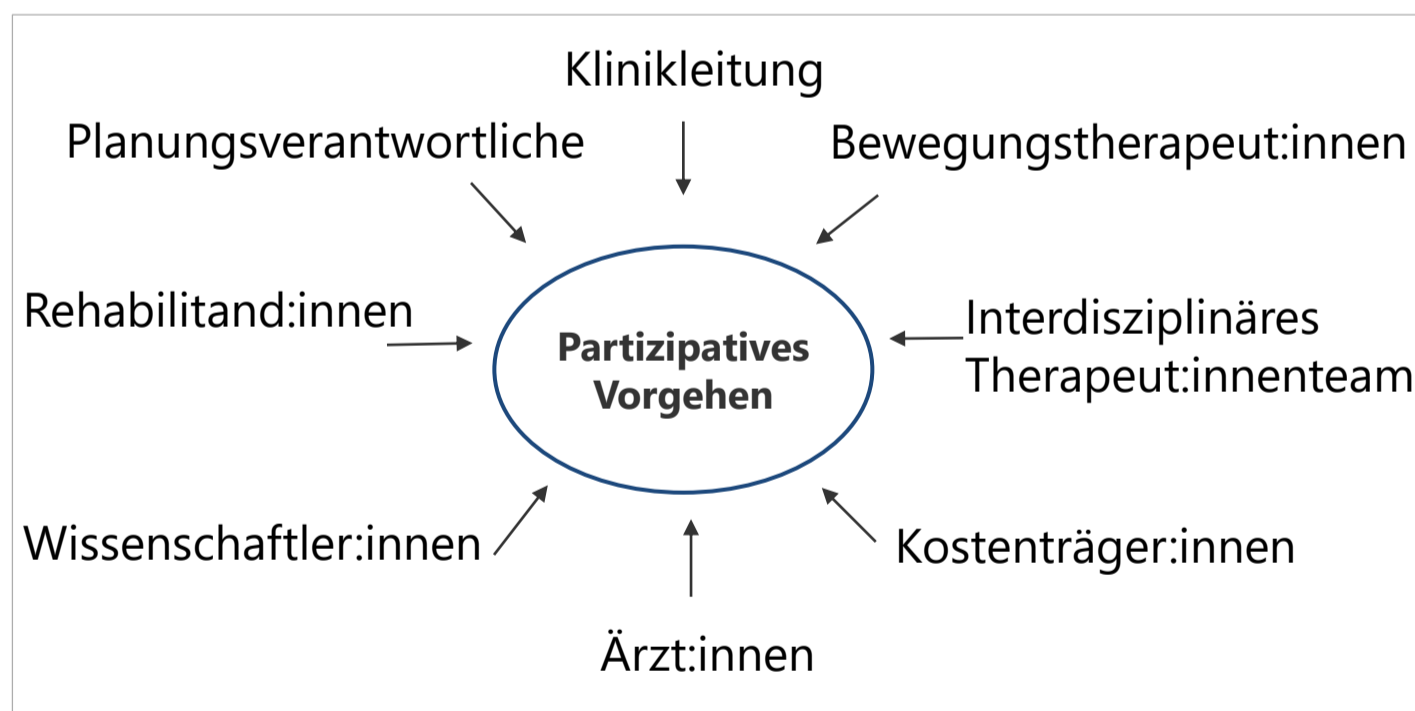 Klinikleitung
Planungsverantwortliche
Bewegungstherapeut:innen
Rehabilitand:innen
Partizipatives
Vorgehen
Interdisziplinäres
Therapeut:innenteam
Wissenschaftler:innen
Kostenträger:innen
Ärzt:innen